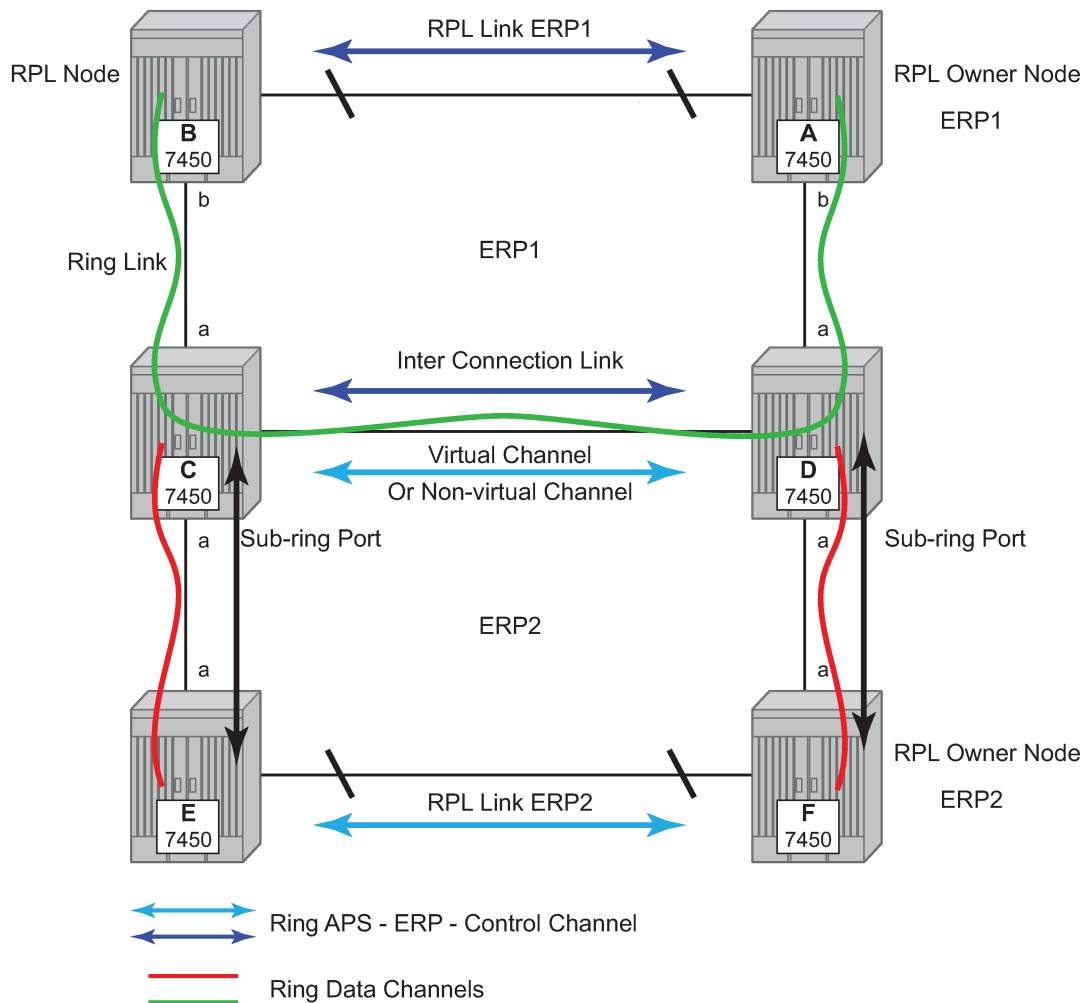 RPL Link ERP1
RPL Node
RPL Owner Node
ERP1
B
7450
A
7450
b
b
ERP1
Ring Link
a
a
Inter Connection Link
Virtual Channel
Or Non-virtual Channel
C
7450
D
7450
a
Sub-ring Port
a
Sub-ring Port
ERP2
a
a
RPL Owner Node
ERP2
RPL Link ERP2
E
7450
F
7450
Ring APS - ERP - Control Channel
Ring Data Channels